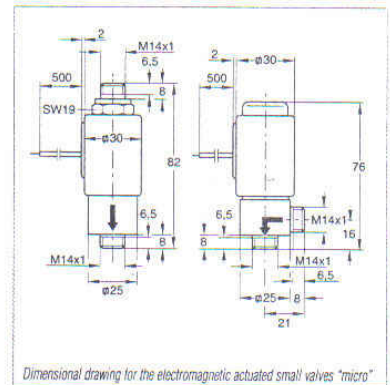 2
M14x1
6,5
8
500
SW19
ø30
82
6,5
8
M14x1
ø25
2
ø30
500
76
6,5
8
M14x1
16
M14x1
6,5
ø25
8
21
Dimensional drawing for the electromagnetic actuated small valves "micro"